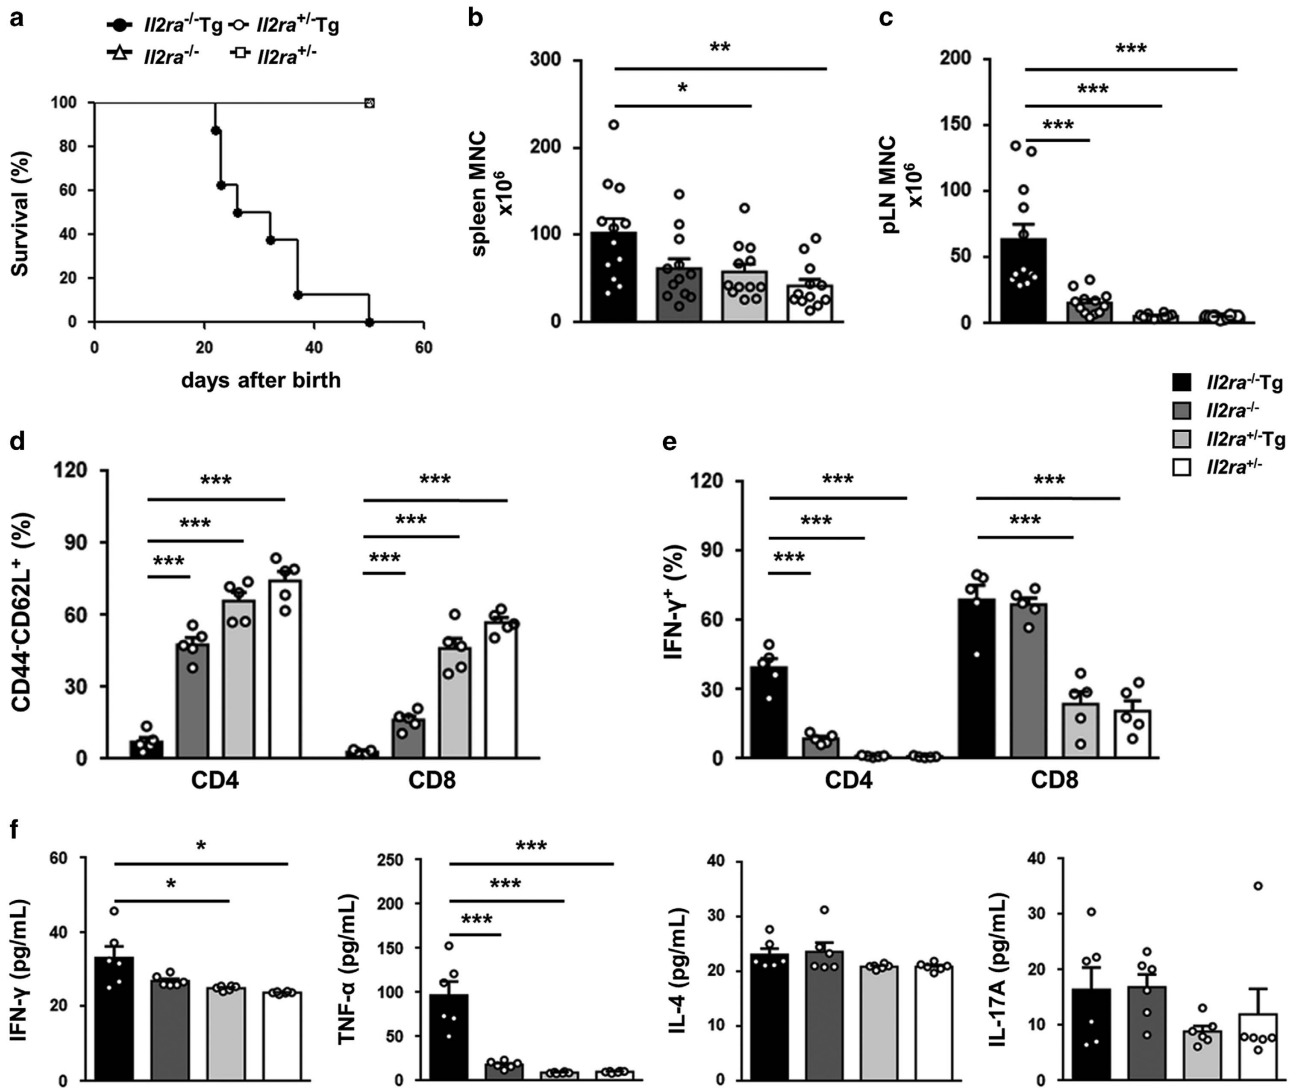 a
Il2ra-/-Tg Il2ra+/-Tg
Il2ra-/- Il2ra+/-
Survival (%)
100
80
60
40
20
0
0 20 40 60
days after birth
b
spleen MNC
x10⁶
300
200
100
0
**
*
c
pLN MNC
x10⁶
200
150
100
50
0
***
***
***
Il2ra-/-Tg
Il2ra-/-
Il2ra+/-Tg
Il2ra+/-
d
CD44-CD62L+ (%)
120
90
60
30
0
***
***
***
***
***
***
CD4 CD8
e
IFN-γ+ (%)
120
90
60
30
0
***
***
***
***
***
CD4 CD8
f
IFN-γ (pg/mL)
60
40
20
0
*
*
TNF-α (pg/mL)
250
200
150
100
50
0
***
***
***
IL-4 (pg/mL)
40
30
20
10
0
IL-17A (pg/mL)
40
30
20
10
0